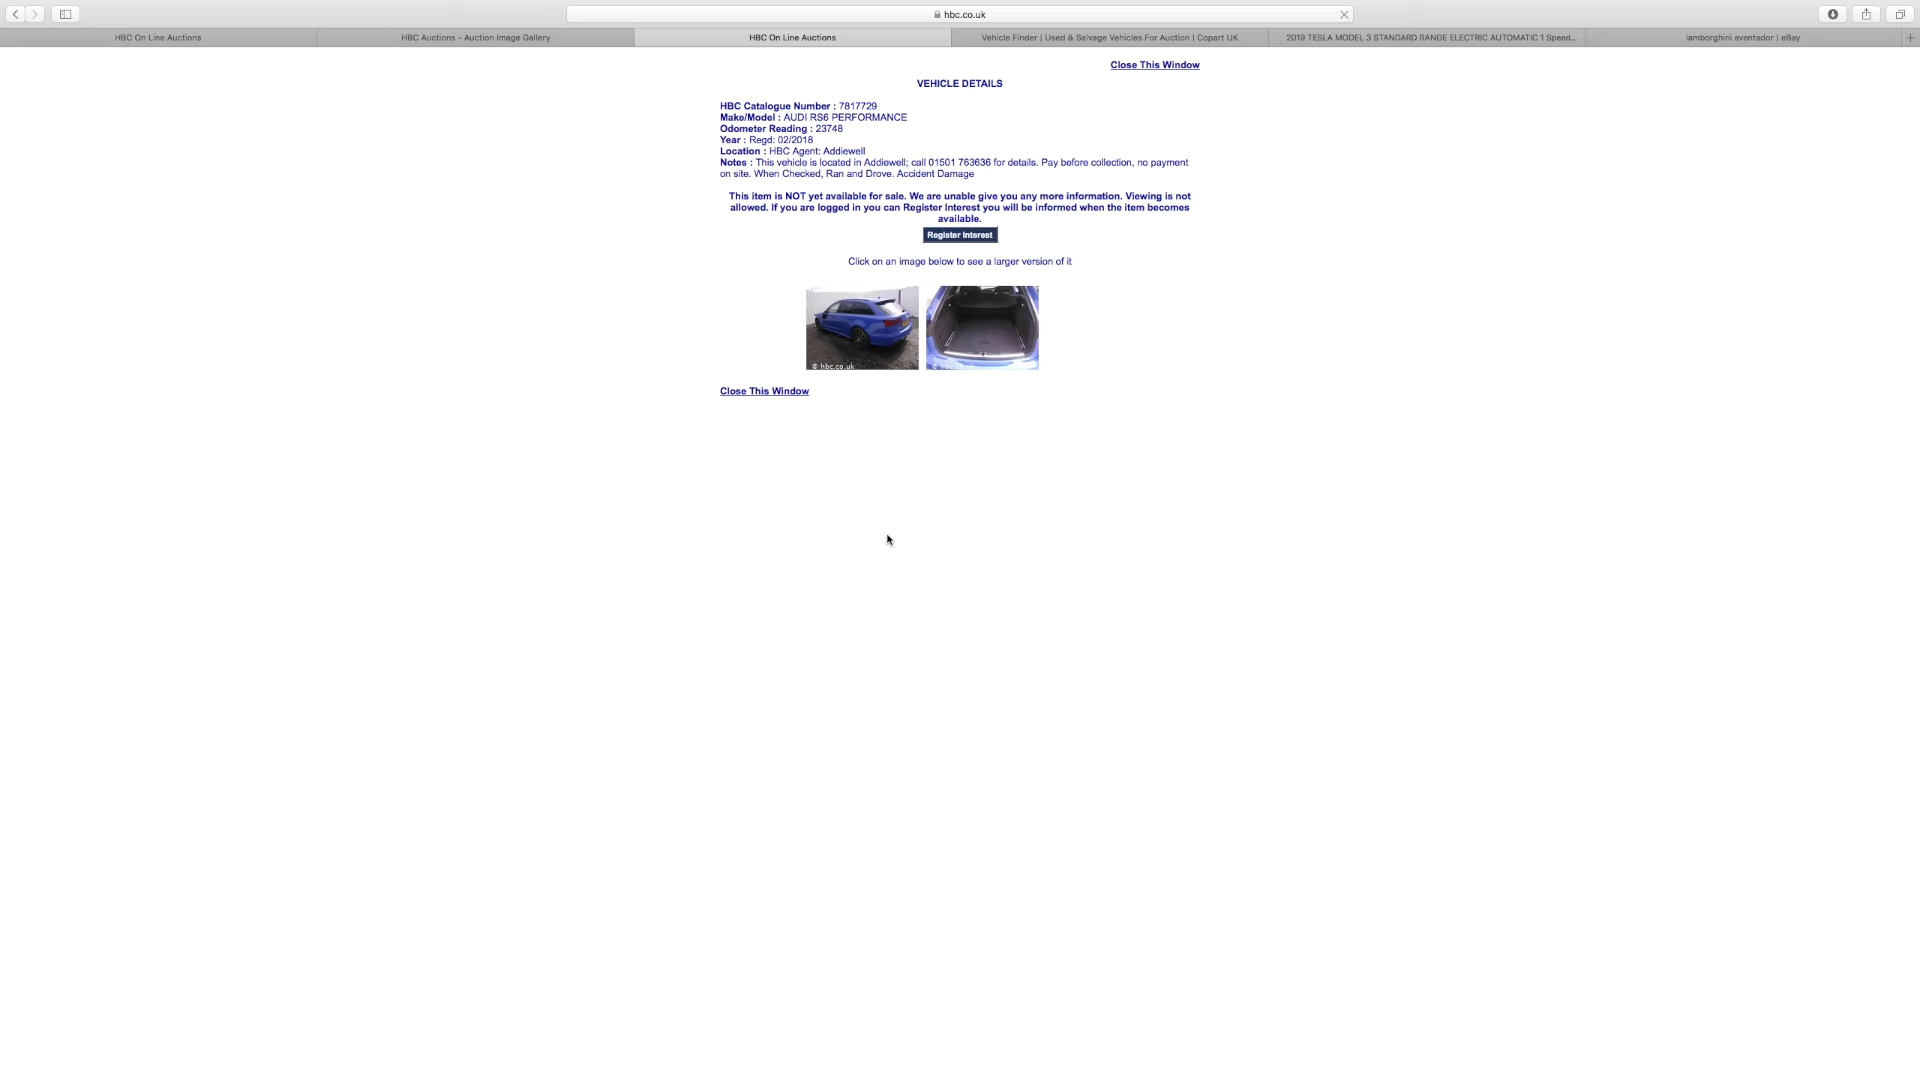 hbc.co.uk
HBC On Line Auctions
HBC Auctions - Auction Image Gallery
HBC On Line Auctions
Vehicle Finder | Used & Salvage Vehicles For Auction | Copart UK
2019 TESLA MODEL 3 STANDARD RANGE ELECTRIC AUTOMATIC 1 Speed...
lamborghini aventador | eBay
Close This Window
VEHICLE DETAILS
HBC Catalogue Number : 7817729
Make/Model : AUDI RS6 PERFORMANCE
Odometer Reading : 23748
Year : Regd: 02/2018
Location : HBC Agent: Addiewell
Notes : This vehicle is located in Addiewell; call 01501 763636 for details. Pay before collection, no payment
on site. When Checked, Ran and Drove. Accident Damage
This item is NOT yet available for sale. We are unable give you any more information. Viewing is not
allowed. If you are logged in you can Register Interest you will be informed when the item becomes
available.
Register Interest
Click on an image below to see a larger version of it
© hbc.co.uk
© hbc.co.uk
Close This Window